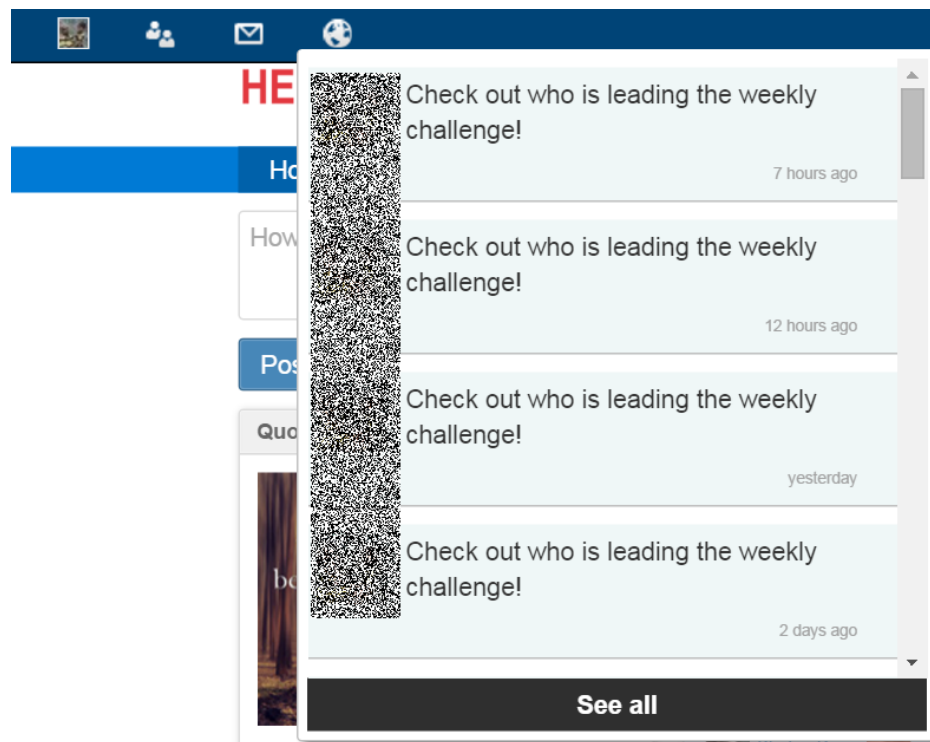 HE
Ho
How
Pos
Quo
be
Check out who is leading the weekly
challenge!
7 hours ago
Check out who is leading the weekly
challenge!
12 hours ago
Check out who is leading the weekly
challenge!
yesterday
Check out who is leading the weekly
challenge!
2 days ago
See all